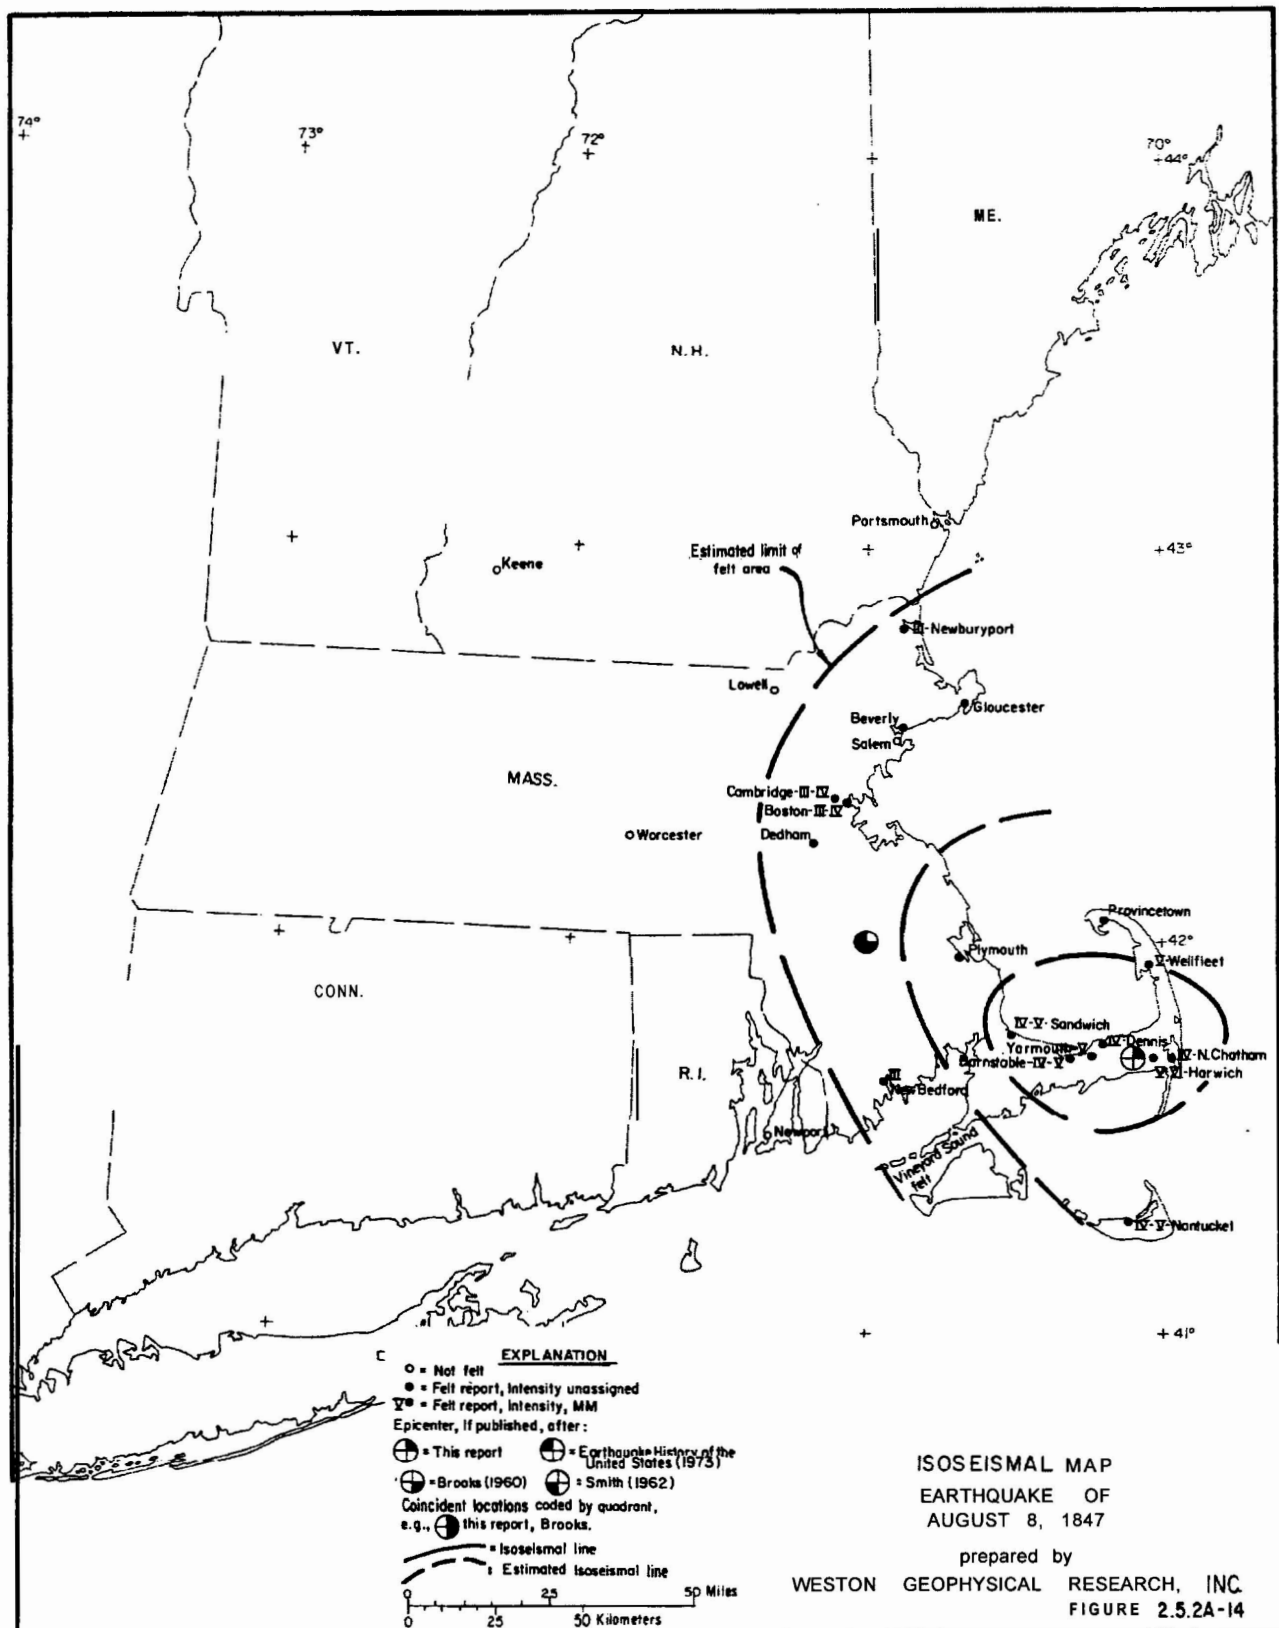 74°
73°
72°
70°
44°
ME.
VT.
N.H.
Portsmouth
Estimated limit of
felt area
43°
Keene
III-Newburyport
Lowell
Gloucester
Beverly
Salem
MASS.
Cambridge-III-IV
Boston-III-IV
Worcester
Dedham
Provincetown
42°
Plymouth
V-Wellfleet
CONN.
IV-V-Sandwich
Yarmouth-V
IV-Dennis
Barnstable-IV-V
IV-N.Chatham
V-VI-Harwich
R.I.
III
New Bedford
Newport
Vineyard Sound
felt
IV-V-Nantucket
41°
EXPLANATION
= Not felt
= Felt report, Intensity unassigned
V = Felt report, Intensity, MM
Epicenter, If published, after:
= This report
= Earthquake History of the
United States (1973)
= Brooks (1960)
= Smith (1962)
Coincident locations coded by quadrant,
e.g., this report, Brooks.
= Isoseismal line
: Estimated Isoseismal line
0 25 50 Miles
0 25 50 Kilometers
ISOSEISMAL MAP
EARTHQUAKE OF
AUGUST 8, 1847
prepared by
WESTON GEOPHYSICAL RESEARCH, INC.
FIGURE 2.5.2A-14